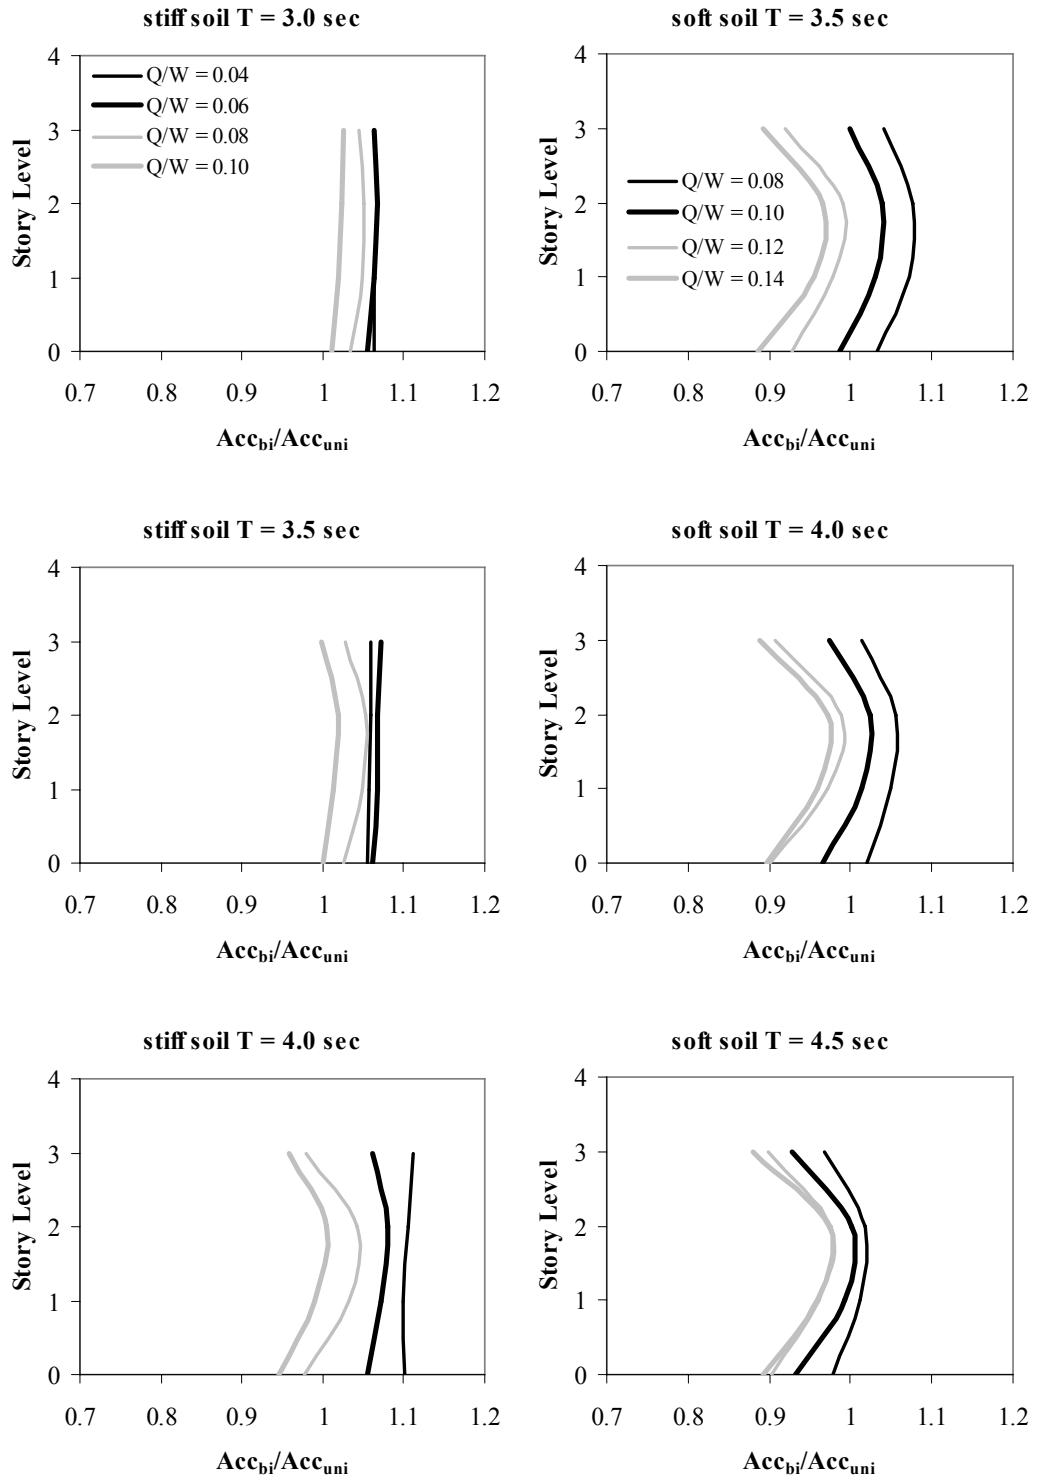 stiff soil T = 3.0 sec
4
3
2
1
0
0.7 0.8 0.9 1 1.1 1.2
Story Level
Acc_bi/Acc_uni
Q/W = 0.04
Q/W = 0.06
Q/W = 0.08
Q/W = 0.10
soft soil T = 3.5 sec
4
3
2
1
0
0.7 0.8 0.9 1 1.1 1.2
Story Level
Acc_bi/Acc_uni
Q/W = 0.08
Q/W = 0.10
Q/W = 0.12
Q/W = 0.14
stiff soil T = 3.5 sec
4
3
2
1
0
0.7 0.8 0.9 1 1.1 1.2
Story Level
Acc_bi/Acc_uni
soft soil T = 4.0 sec
4
3
2
1
0
0.7 0.8 0.9 1 1.1 1.2
Story Level
Acc_bi/Acc_uni
stiff soil T = 4.0 sec
4
3
2
1
0
0.7 0.8 0.9 1 1.1 1.2
Story Level
Acc_bi/Acc_uni
soft soil T = 4.5 sec
4
3
2
1
0
0.7 0.8 0.9 1 1.1 1.2
Story Level
Acc_bi/Acc_uni